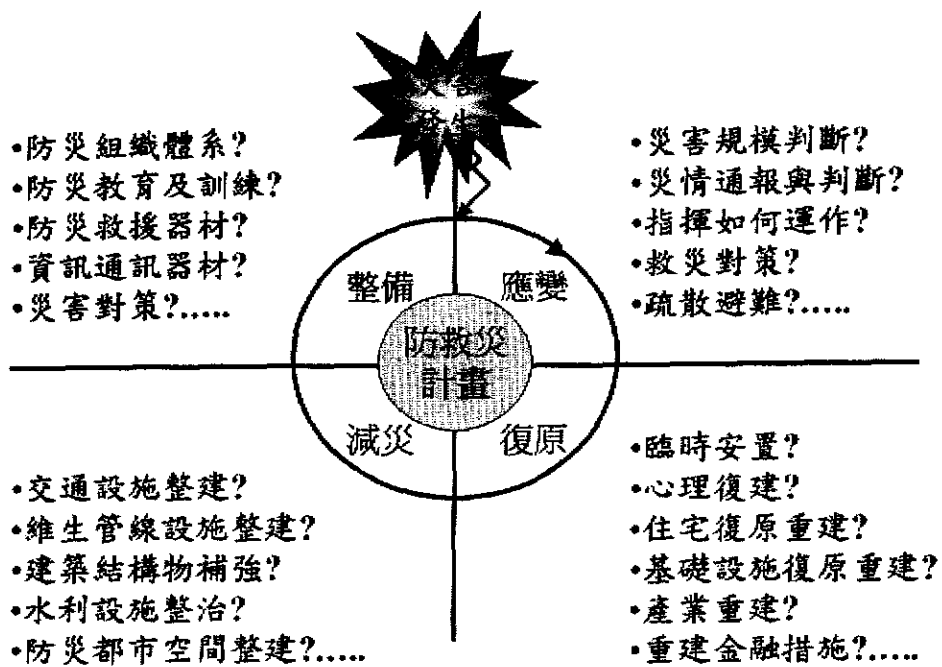 災害
發生
•防災組織體系?
•防災教育及訓練?
•防災救援器材?
•資訊通訊器材?
•災害對策?.....
•災害規模判斷?
•災情通報與判斷?
•指揮如何運作?
•救災對策?
•疏散避難?.....
整備
應變
防救災
計畫
減災
復原
•交通設施整建?
•維生管線設施整建?
•建築結構物補強?
•水利設施整治?
•防災都市空間整建?.....
•臨時安置?
•心理復建?
•住宅復原重建?
•基礎設施復原重建?
•產業重建?
•重建金融措施?.....